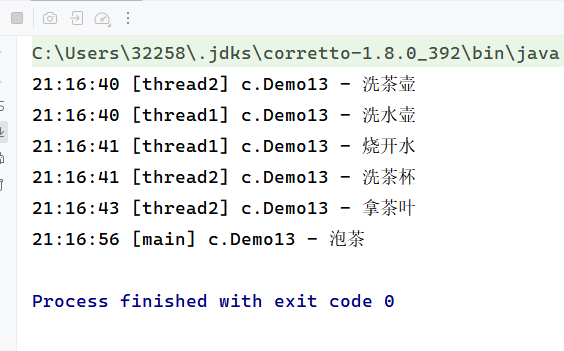 C:\Users\32258\.jdks\corretto-1.8.0_392\bin\java
21:16:40 [thread2] c.Demo13 - 洗茶壶
21:16:40 [thread1] c.Demo13 - 洗水壶
21:16:41 [thread1] c.Demo13 - 烧开水
21:16:41 [thread2] c.Demo13 - 洗茶杯
21:16:43 [thread2] c.Demo13 - 拿茶叶
21:16:56 [main] c.Demo13 - 泡茶
Process finished with exit code 0